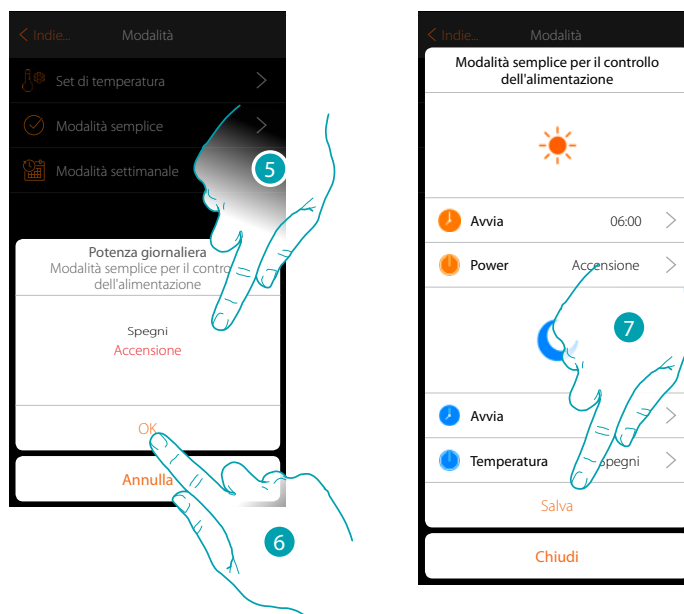 Indie...
Modalità
Set di temperatura
Modalità semplice
Modalità settimanale
5
Potenza giornaliera
Modalità semplice per il contro
dell'alimentazione
Spegni
Accensione
OK
Annulla
6
Indie...
Modalità
Modalità semplice per il controllo
dell'alimentazione
Avvia 06:00
Power Accensione
7
Avvia
Temperatura Spegni
Salva
Chiudi